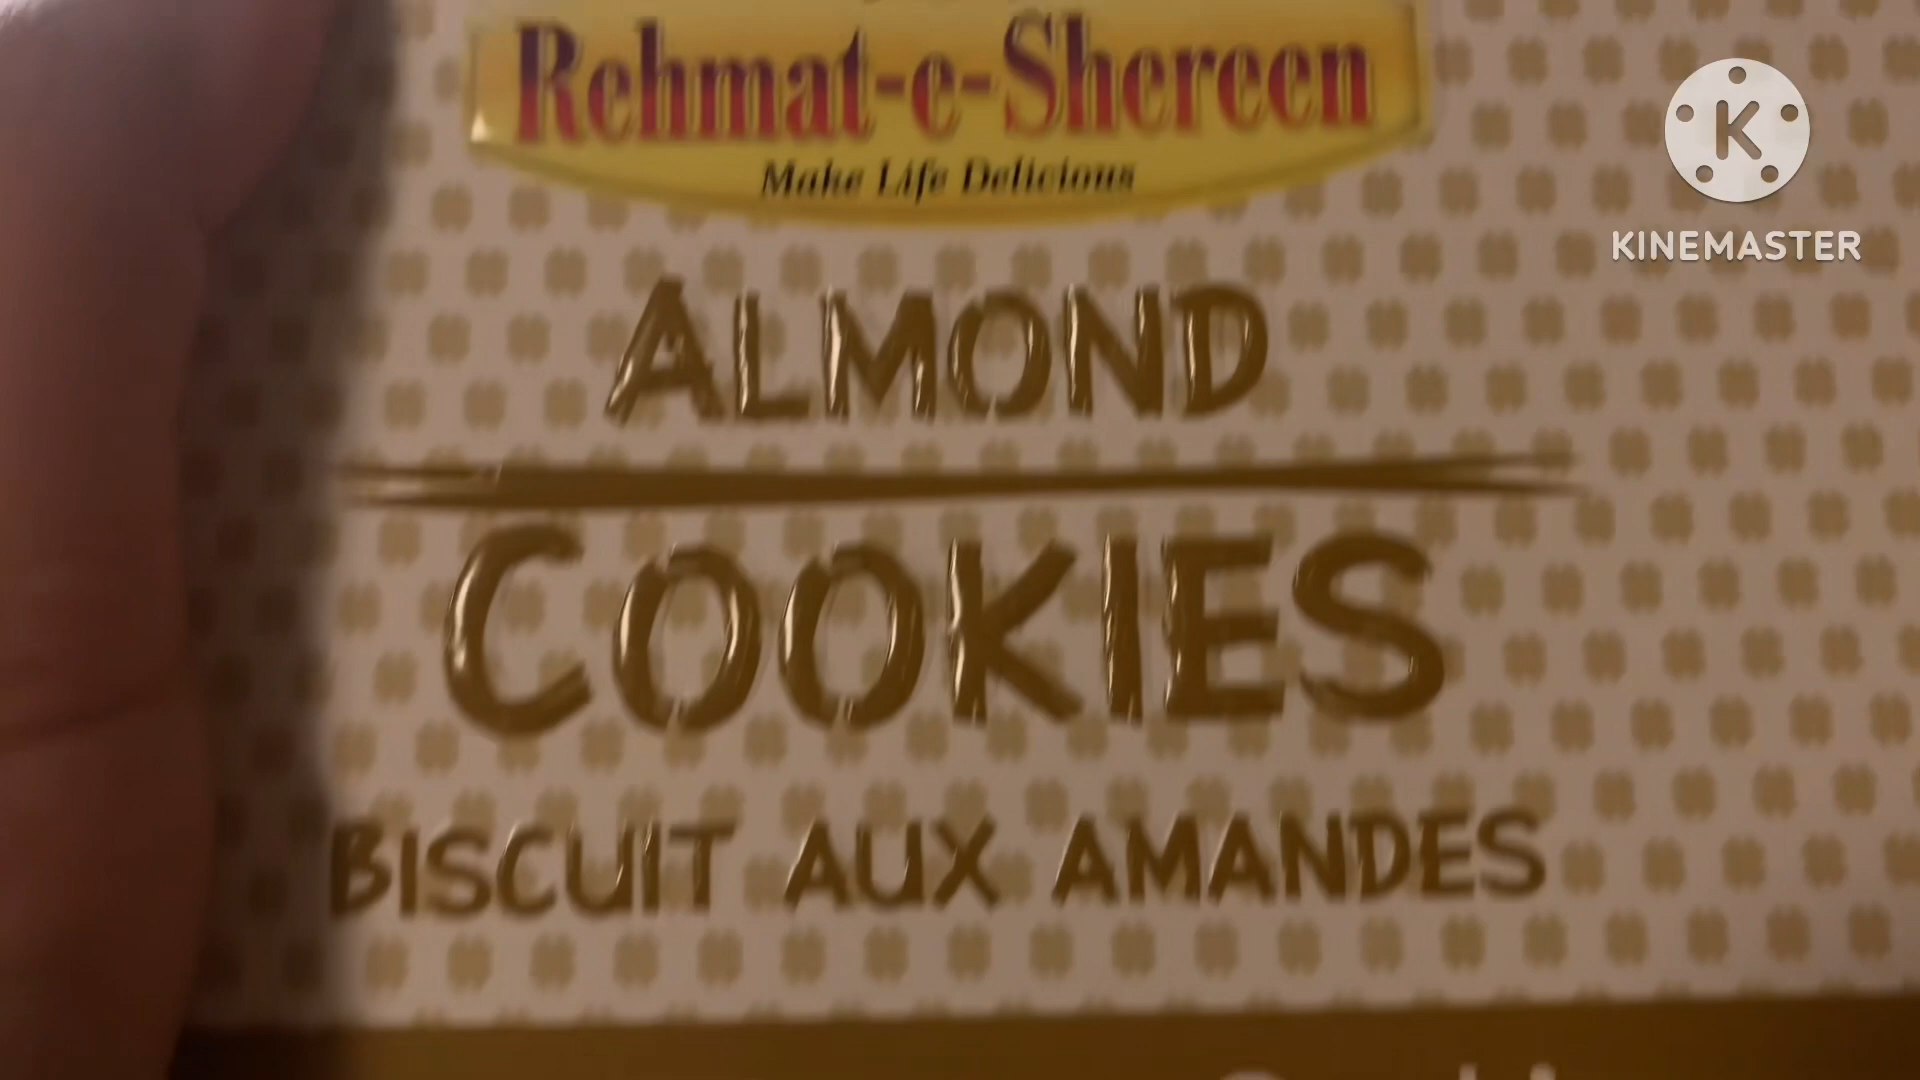 Rehmat-e-Shereen
Make Life Delicious
K
KINEMASTER
ALMOND
COOKIES
BISCUIT AUX AMANDES